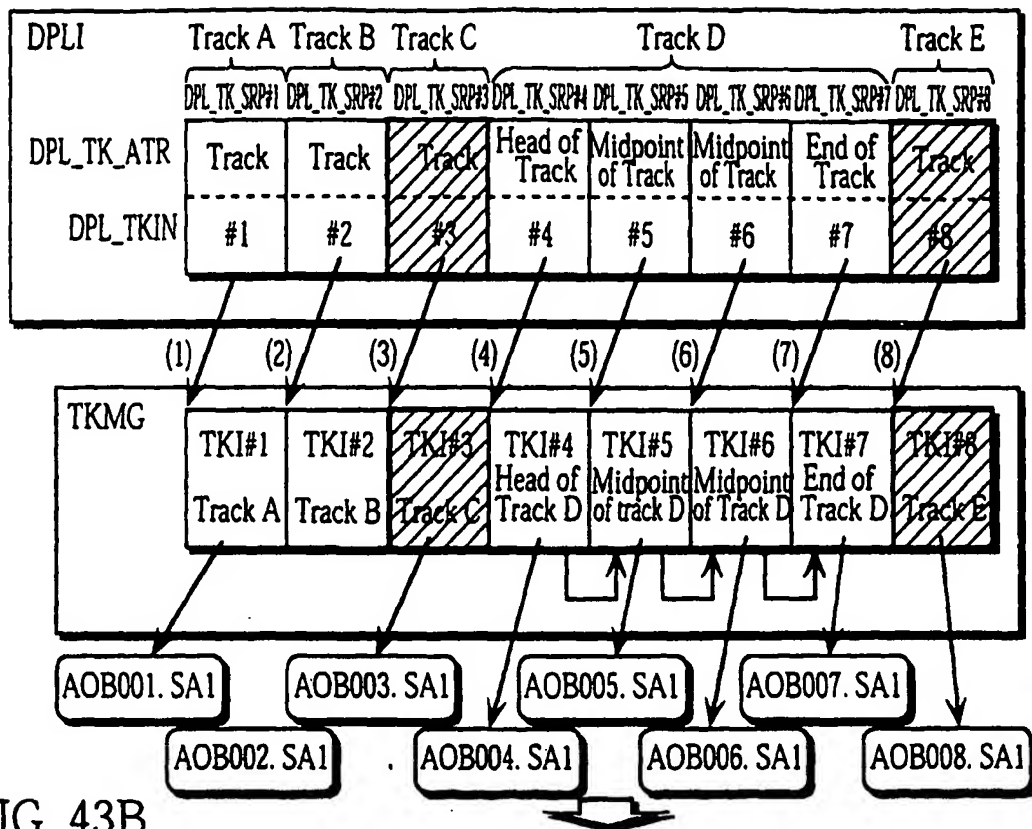 DPLI Track A Track B Track C Track D Track E
DPL_TK_SRP#1 DPL_TK_SRP#2 DPL_TK_SRP#3 DPL_TK_SRP#4 DPL_TK_SRP#5 DPL_TK_SRP#6 DPL_TK_SRP#7 DPL_TK_SRP#8
DPL_TK_ATR Track Track Track Head of Track Midpoint of Track Midpoint of Track End of Track Track
DPL_TKIN #1 #2 #3 #4 #5 #6 #7 #8
(1) (2) (3) (4) (5) (6) (7) (8)
TKMG TKI#1 TKI#2 TKI#3 TKI#4 TKI#5 TKI#6 TKI#7 TKI#8
Track A Track B Track C Head of Track D Midpoint of track D Midpoint of Track D End of Track D Track E
AOB001. SA1 AOB003. SA1 AOB005. SA1 AOB007. SA1
AOB002. SA1 AOB004. SA1 AOB006. SA1 AOB008. SA1
IG. 43B